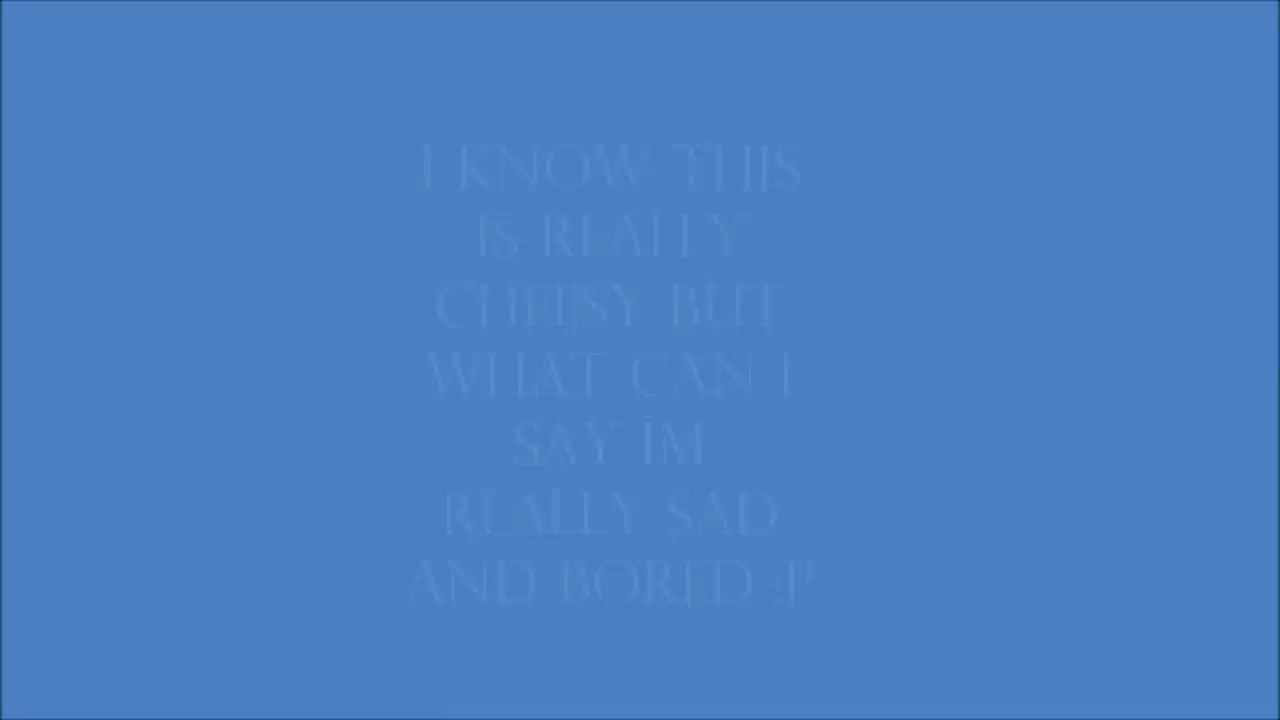 I KNOW THIS
IS REALLY
CHEESY BUT
WHAT CAN I
SAY IM
REALLY SAD
AND BORED :P